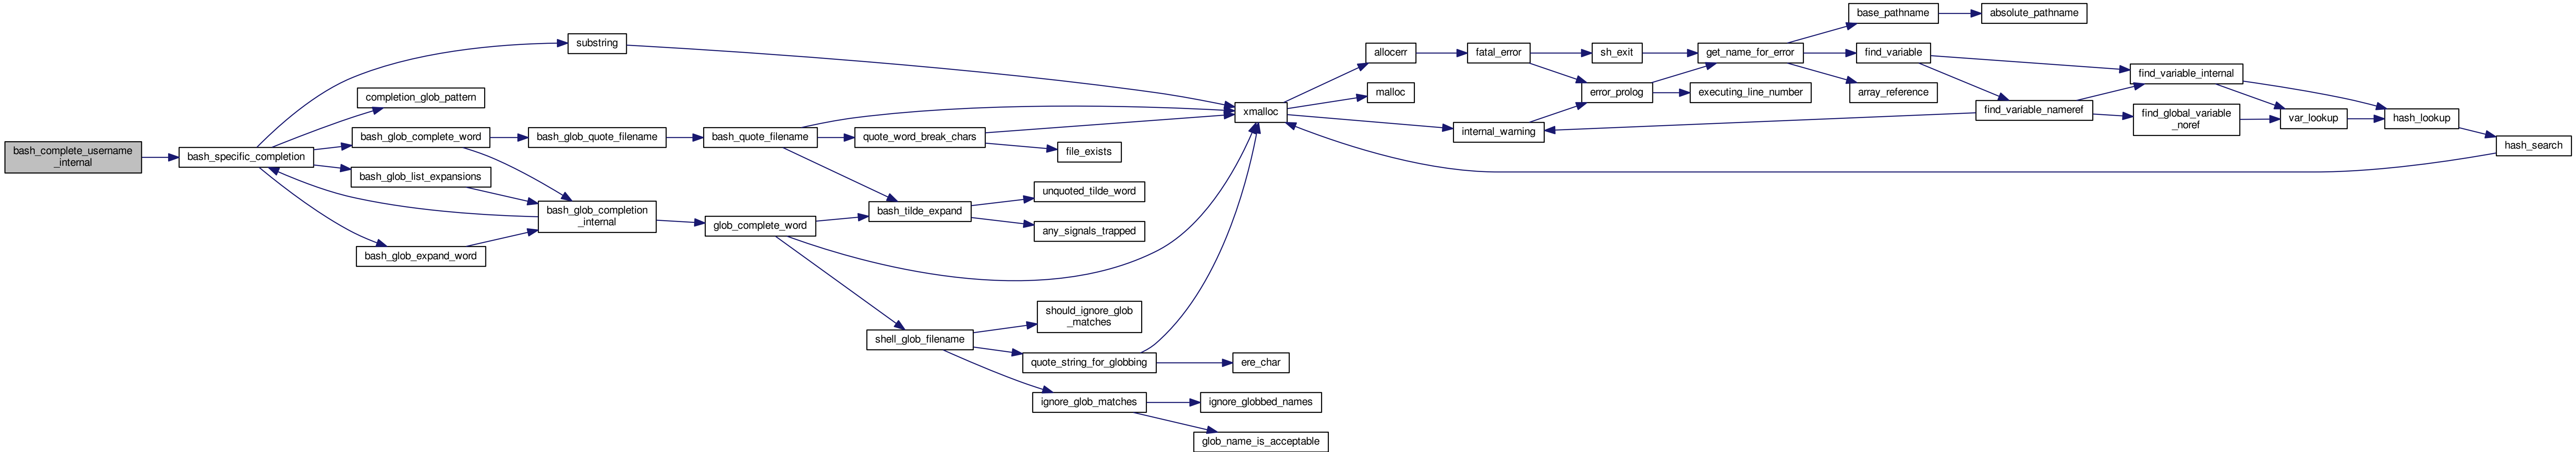 bash_complete_username
_internal
bash_specific_completion
substring
completion_glob_pattern
bash_glob_complete_word
bash_glob_list_expansions
bash_glob_expand_word
bash_glob_quote_filename
bash_glob_completion
_internal
bash_quote_filename
glob_complete_word
quote_word_break_chars
bash_tilde_expand
shell_glob_filename
file_exists
unquoted_tilde_word
any_signals_trapped
should_ignore_glob
_matches
quote_string_for_globbing
ignore_glob_matches
xmalloc
ere_char
ignore_globbed_names
glob_name_is_acceptable
allocerr
malloc
internal_warning
fatal_error
sh_exit
error_prolog
get_name_for_error
executing_line_number
base_pathname
find_variable
array_reference
absolute_pathname
find_variable_nameref
find_variable_internal
find_global_variable
_noref
var_lookup
hash_lookup
hash_search